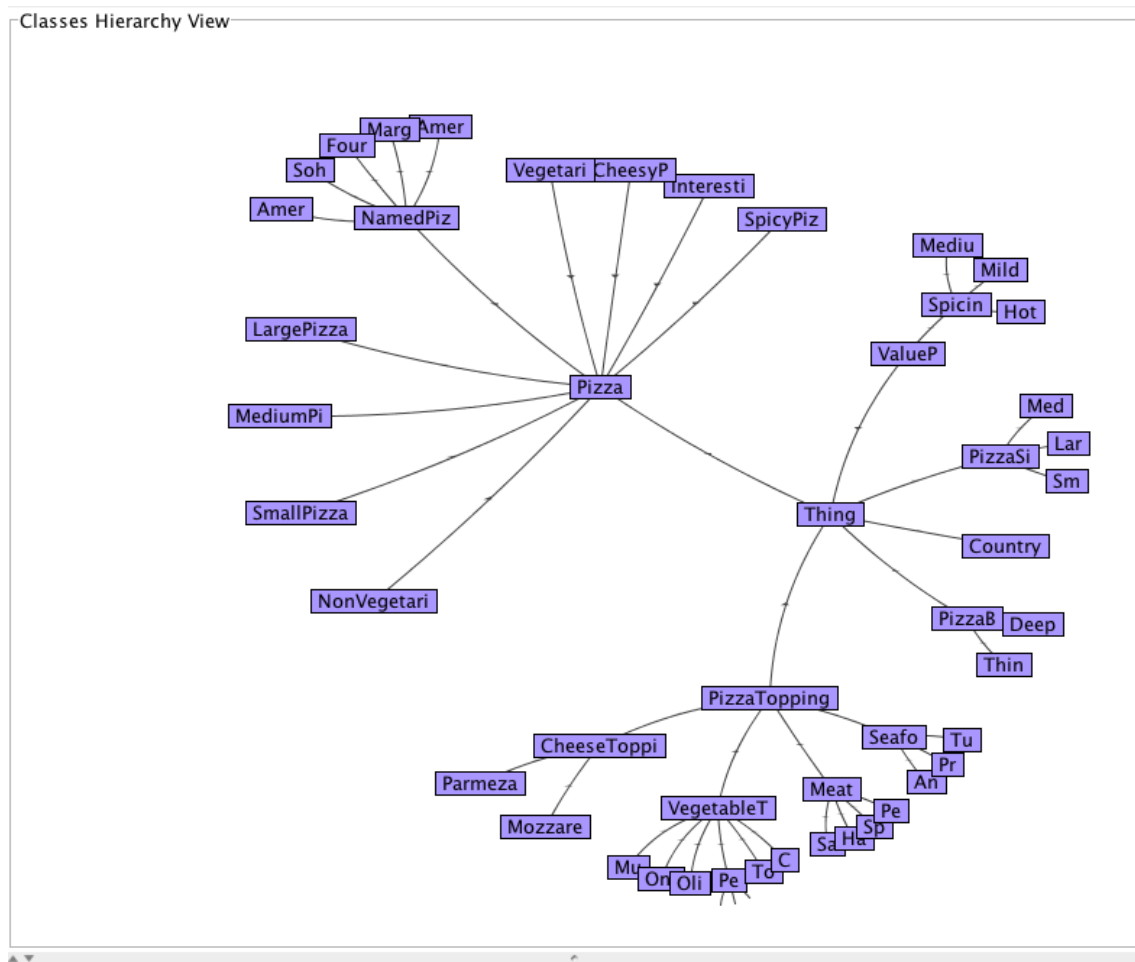 Classes Hierarchy View
Marg
Amer
Four
Soh
Amer
NamedPiz
Vegetari
CheesyP
Interesti
SpicyPiz
Mediu
Mild
Spicin
Hot
LargePizza
ValueP
Pizza
MediumPi
Med
Lar
PizzaSi
Sm
SmallPizza
Thing
Country
NonVegetari
PizzaB
Deep
Thin
PizzaTopping
CheeseToppi
Seafo
Tu
Pr
An
Parmeza
Meat
Pe
VegetableT
Mozzare
Sp
Ha
Sa
Mu
On
Oli
Pe
To
C